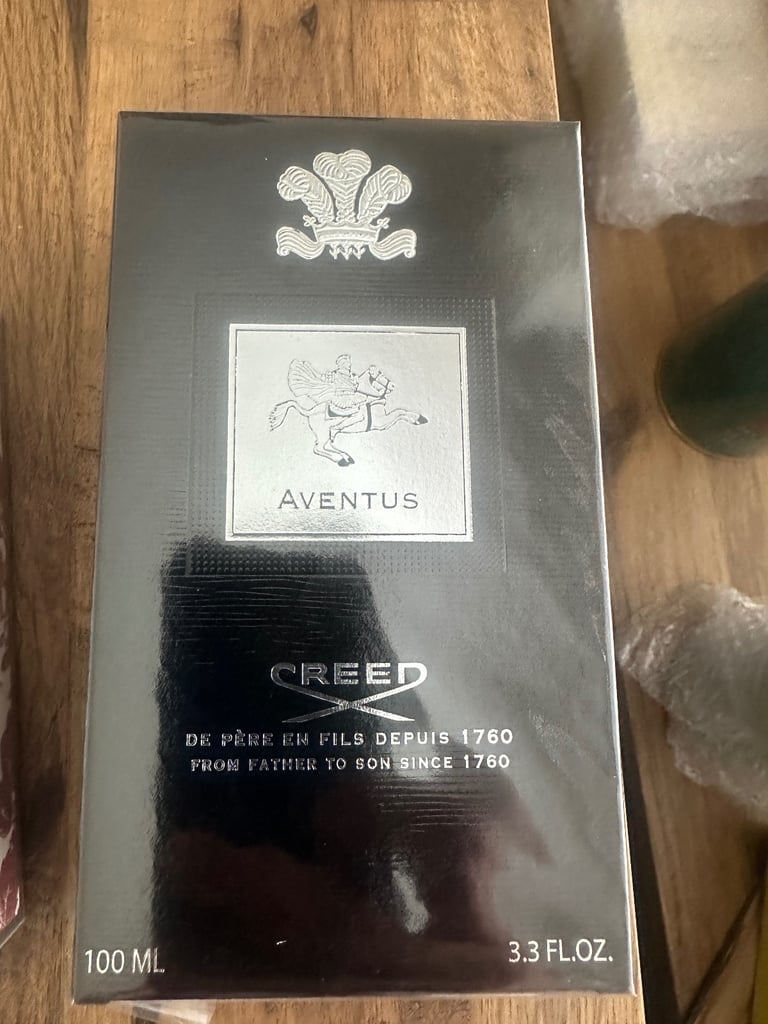 AVENTUS
CREED
DE PÈRE EN FILS DEPUIS 1760
FROM FATHER TO SON SINCE 1760
100 ML
3.3 FL.OZ.